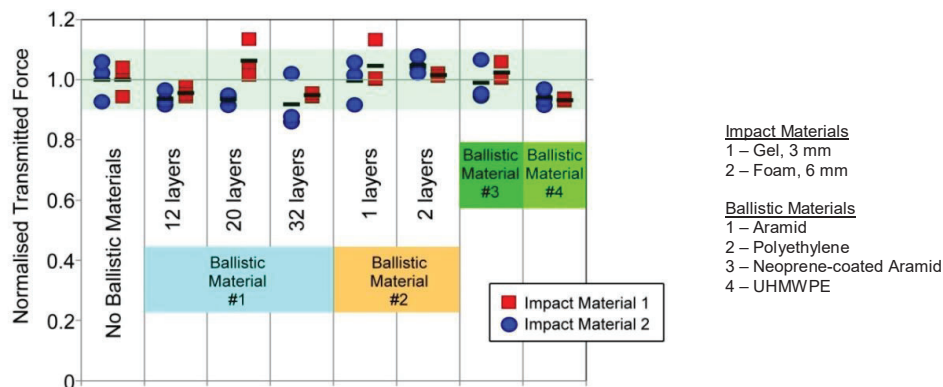 Normalised Transmitted Force
1.2
1.0
0.8
0.6
0.4
0.2
0
No Ballistic Materials
12 layers
20 layers
32 layers
1 layers
2 layers
Ballistic
Material
#1
Ballistic
Material
#2
Ballistic
Material
#3
Ballistic
Material
#4
Impact Material 1
Impact Material 2
Impact Materials
1 – Gel, 3 mm
2 – Foam, 6 mm
Ballistic Materials
1 – Aramid
2 – Polyethylene
3 – Neoprene-coated Aramid
4 – UHMWPE